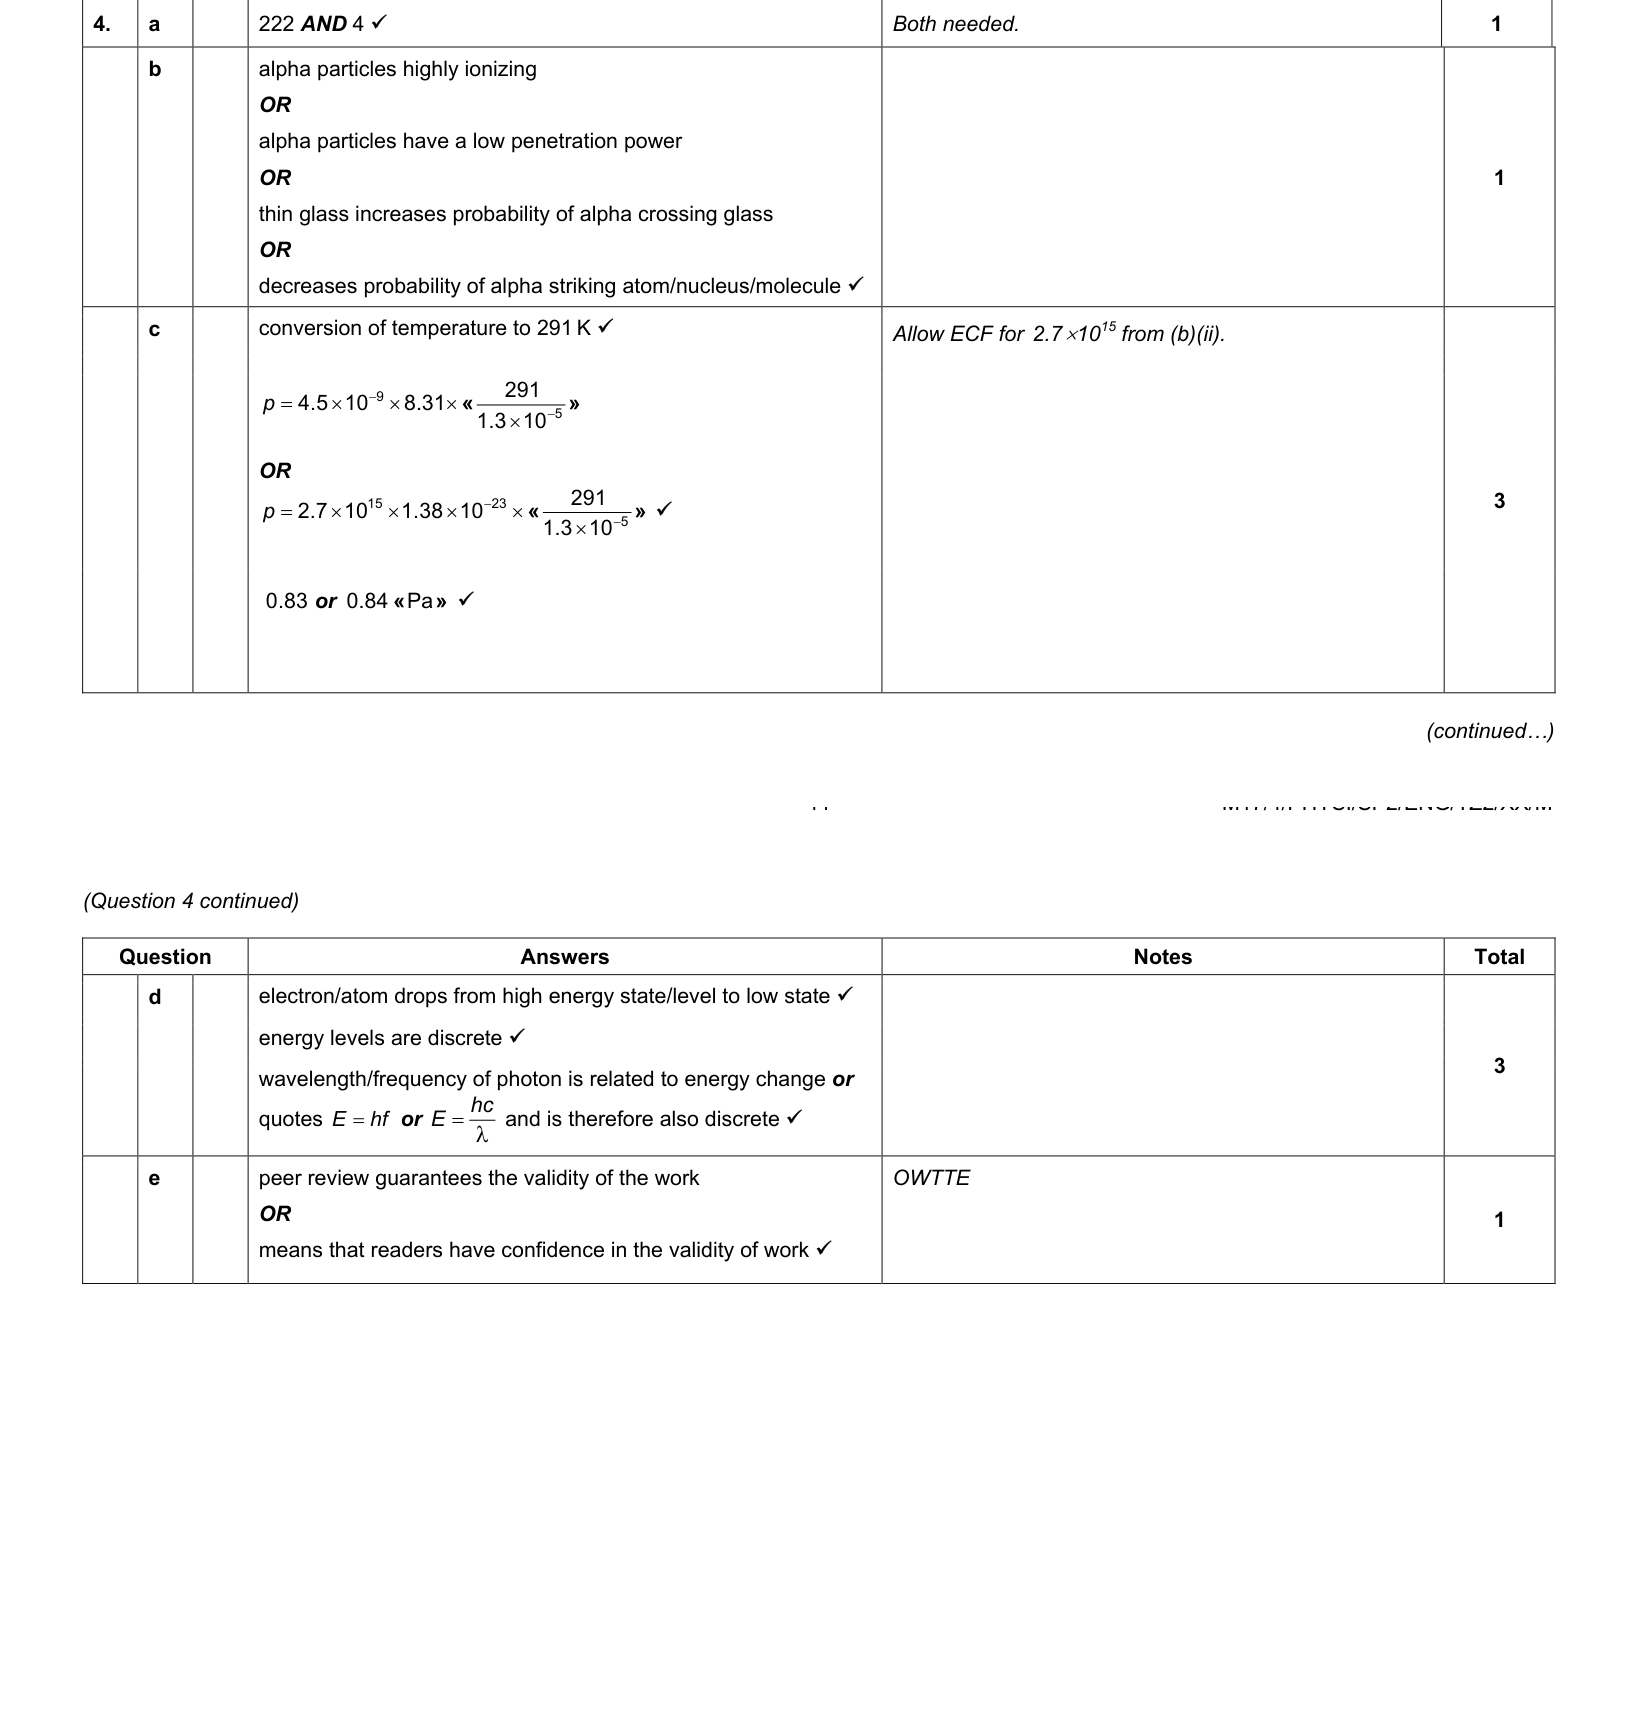 4. a 222 AND 4 ✓ Both needed. 1
b alpha particles highly ionizing
OR
alpha particles have a low penetration power
OR
1
thin glass increases probability of alpha crossing glass
OR
decreases probability of alpha striking atom/nucleus/molecule ✓
c conversion of temperature to 291 K ✓ Allow ECF for 2.7×10¹⁵ from (b)(ii).
p = 4.5×10⁻⁹ ×8.31× «291/1.3×10⁻⁵»
OR
p = 2.7×10¹⁵ ×1.38×10⁻²³ × «291/1.3×10⁻⁵» ✓
3
0.83 or 0.84 «Pa» ✓
(continued…)
(Question 4 continued)
Question Answers Notes Total
d electron/atom drops from high energy state/level to low state ✓
energy levels are discrete ✓
3
wavelength/frequency of photon is related to energy change or
quotes E = hf or E = hc/λ and is therefore also discrete ✓
e peer review guarantees the validity of the work OWTTE
OR
1
means that readers have confidence in the validity of work ✓